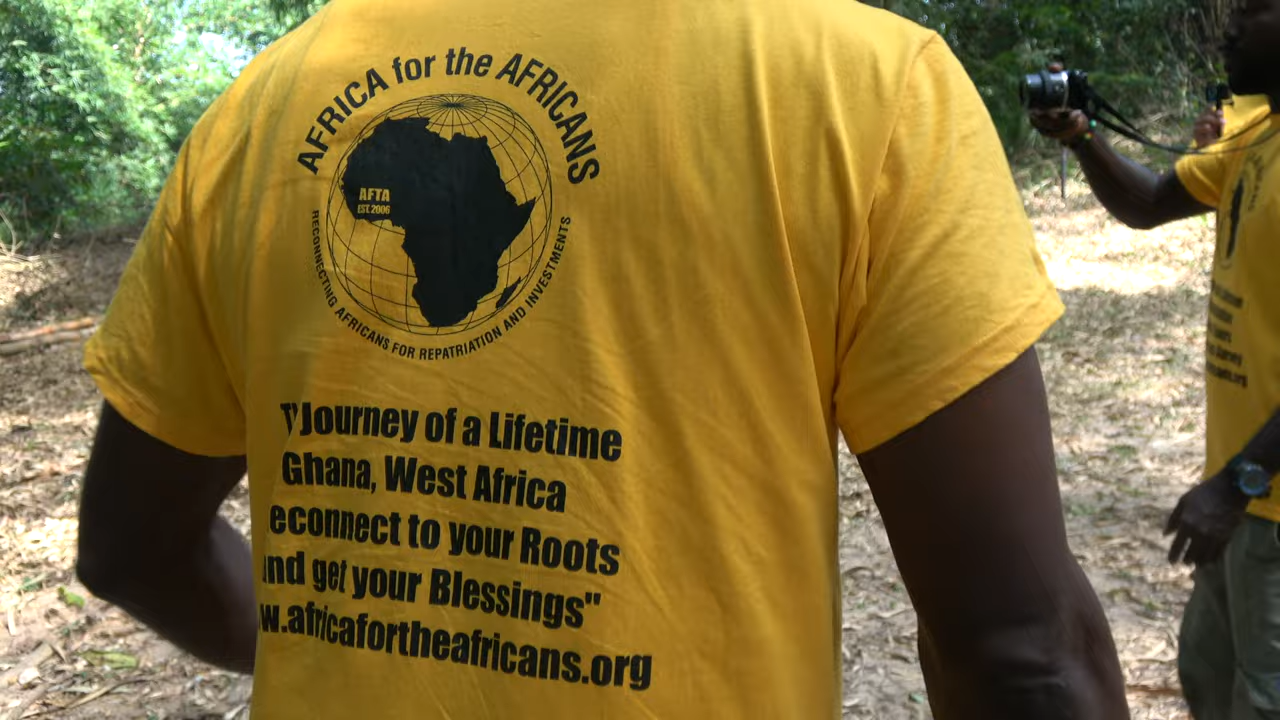 AFRICA for the AFRICANS
AFTA
EST. 2006
RECONNECTING AFRICANS FOR REPATRIATION AND INVESTMENTS
Journey of a Lifetime
Ghana, West Africa
econnect to your Roots
nd get your Blessings"
w.africafortheafricans.org